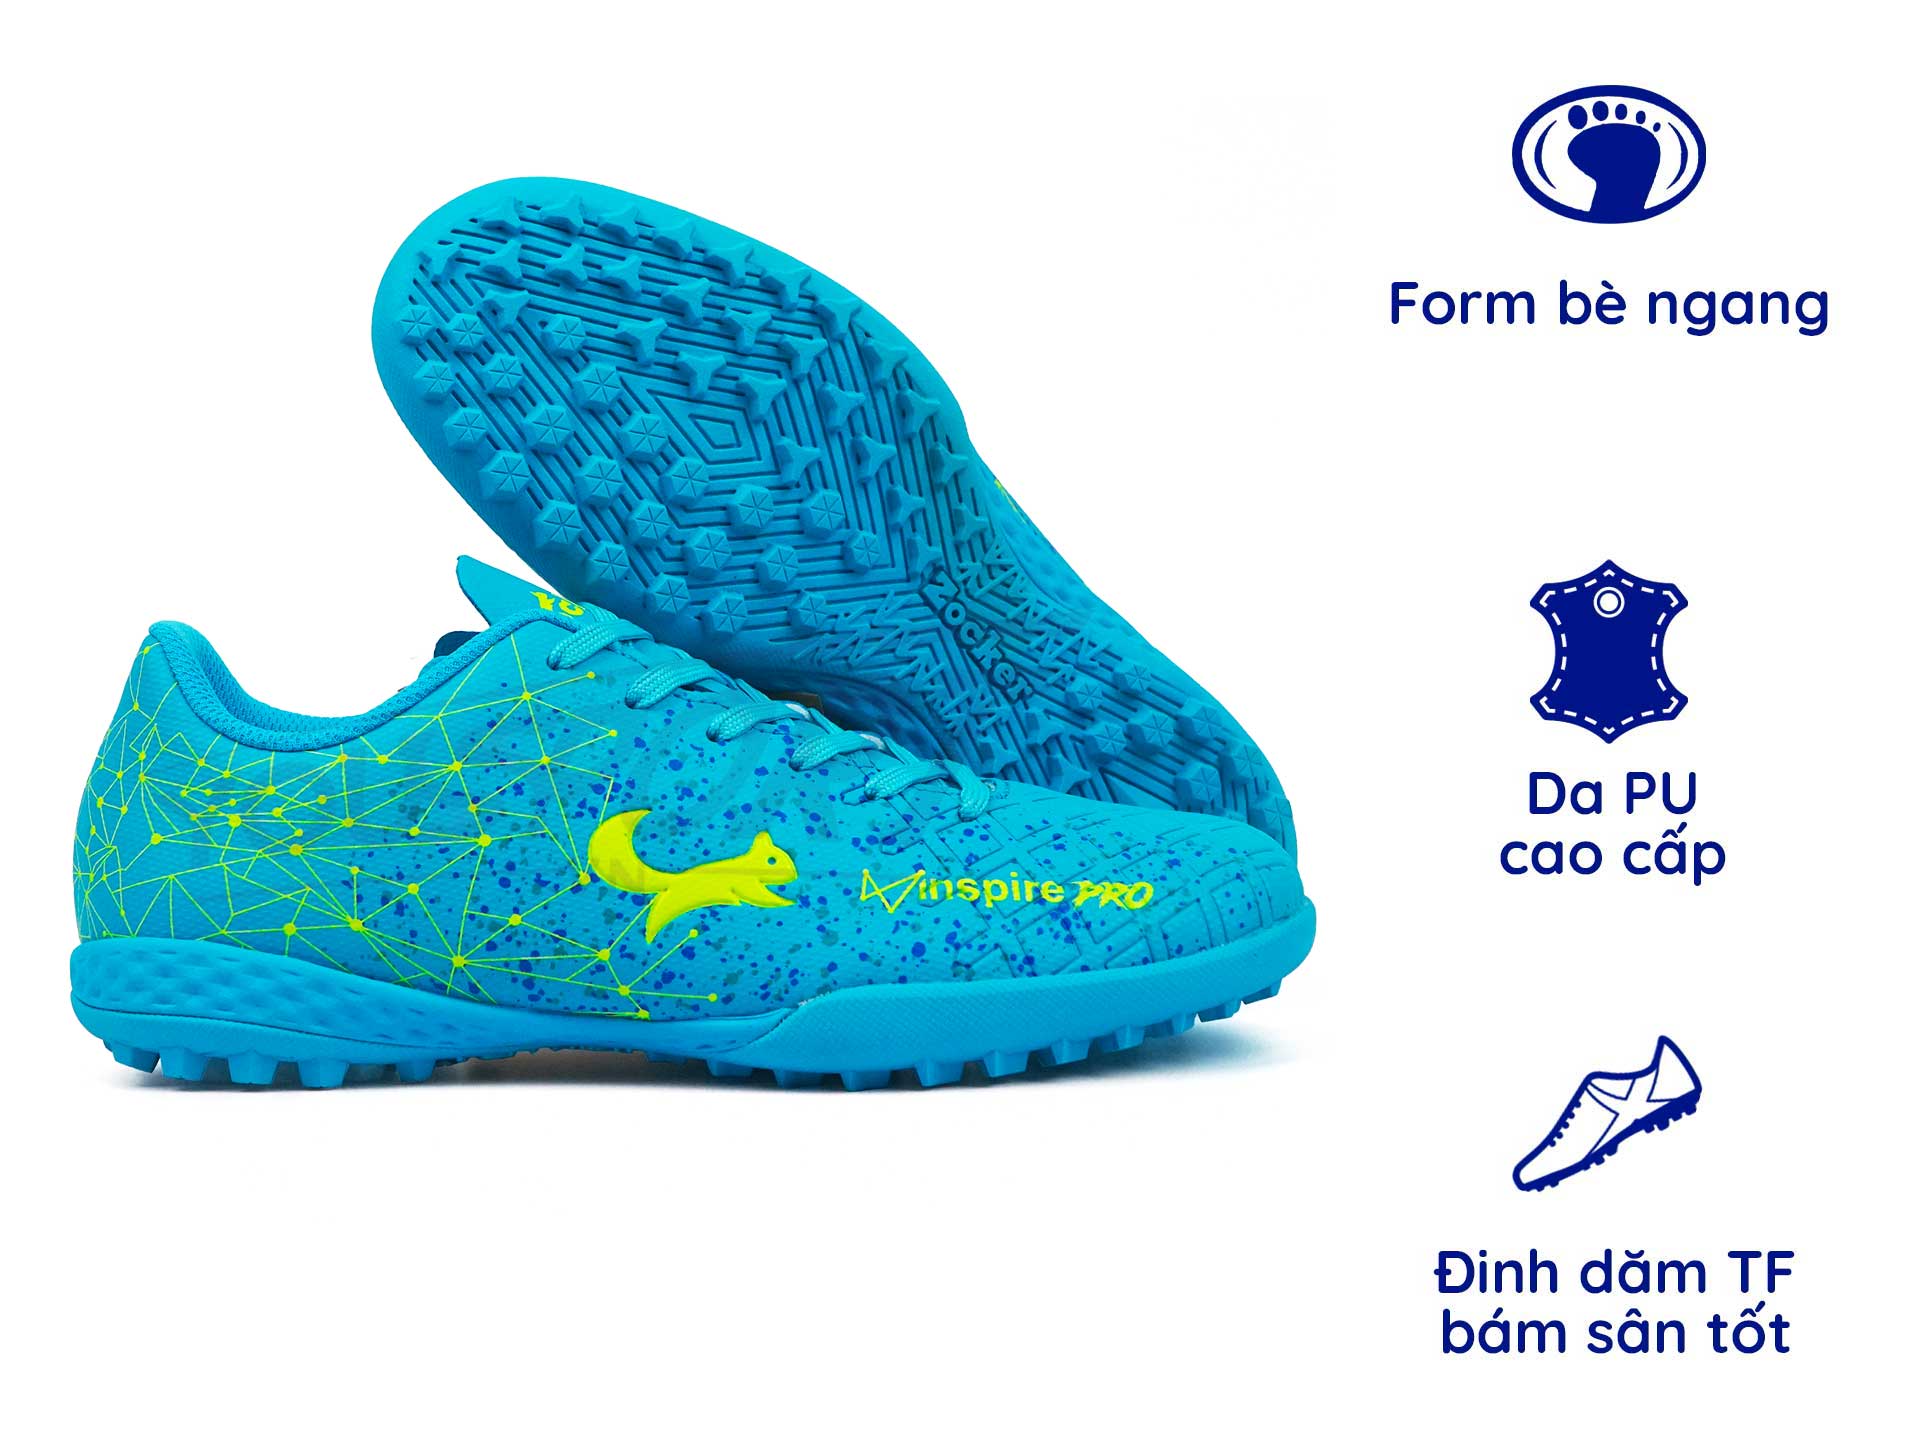 Form bè ngang
zocker
Da PU
cao cấp
inspire PRO
Đinh dăm TF
bám sân tốt